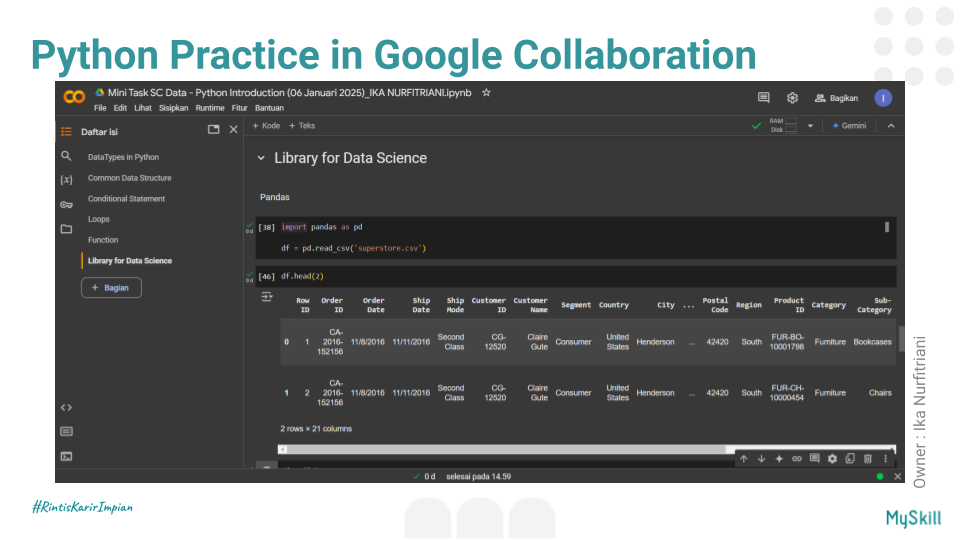 Python Practice in Google Collaboration
Mini Task SC Data - Python Introduction (06 Januari 2025)_IKA NURFITRIANI.ipynb
File Edit Lihat Sisipkan Runtime Fitur Bantuan
Bagikan
I
Daftar isi
+ Kode + Teks
RAM
Disk
Gemini
DataTypes in Python
Common Data Structure
Conditional Statement
Loops
Function
Library for Data Science
+ Bagian
Library for Data Science
Pandas
0 d
[38] import pandas as pd
df = pd.read_csv('superstore.csv')
0 d
[46] df.head(2)
Row ID Order ID Order Date Ship Date Ship Mode Customer ID Customer Name Segment Country City ... Postal Code Region Product ID Category Sub-Category
0 1 CA-2016-152156 11/8/2016 11/11/2016 Second Class CG-12520 Claire Gute Consumer United States Henderson ... 42420 South FUR-BO-10001798 Furniture Bookcases
1 2 CA-2016-152156 11/8/2016 11/11/2016 Second Class CG-12520 Claire Gute Consumer United States Henderson ... 42420 South FUR-CH-10000454 Furniture Chairs
2 rows × 21 columns
0 d selesai pada 14.59
Owner : Ika Nurfitriani
#RintisKarirImpian
MySkill